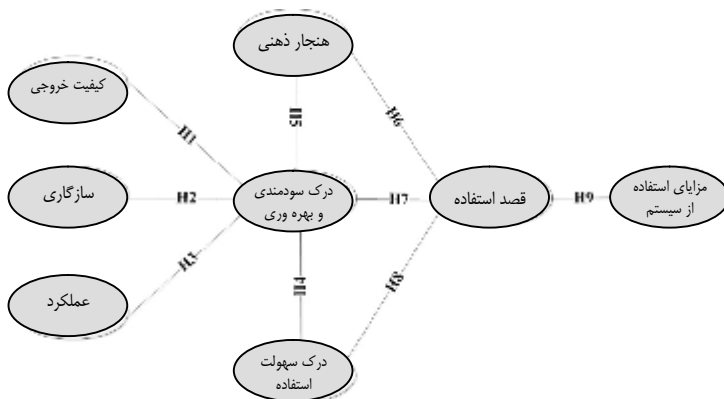 هنجار ذهنی
کیفیت خروجی
H1
H5
H6
سازگاری
H2
درک سودمندی
و بهره وری
H7
قصد استفاده
H9
مزایای استفاده
از سیستم
H3
عملکرد
H4
H8
درک سهولت
استفاده